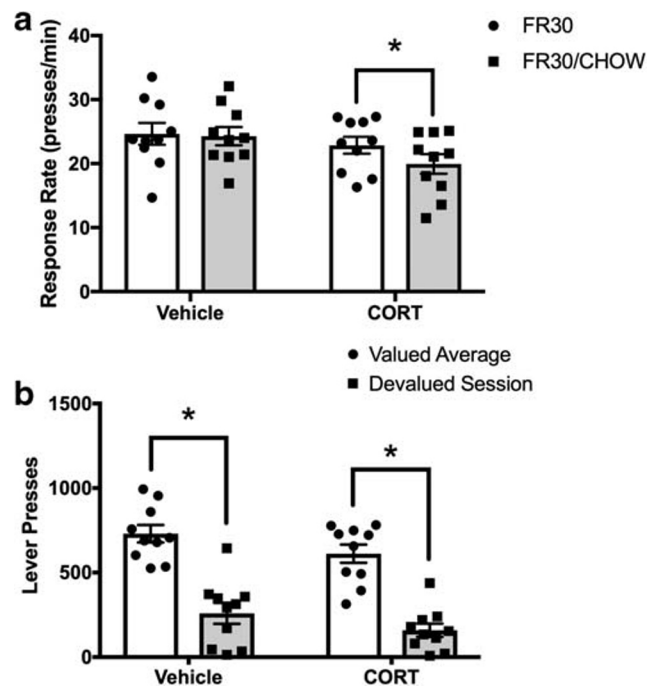 a
FR30
FR30/CHOW
*
Response Rate (presses/min)
40
30
20
10
0
Vehicle
CORT
Valued Average
Devalued Session
b
*
*
Lever Presses
1500
1000
500
0
Vehicle
CORT